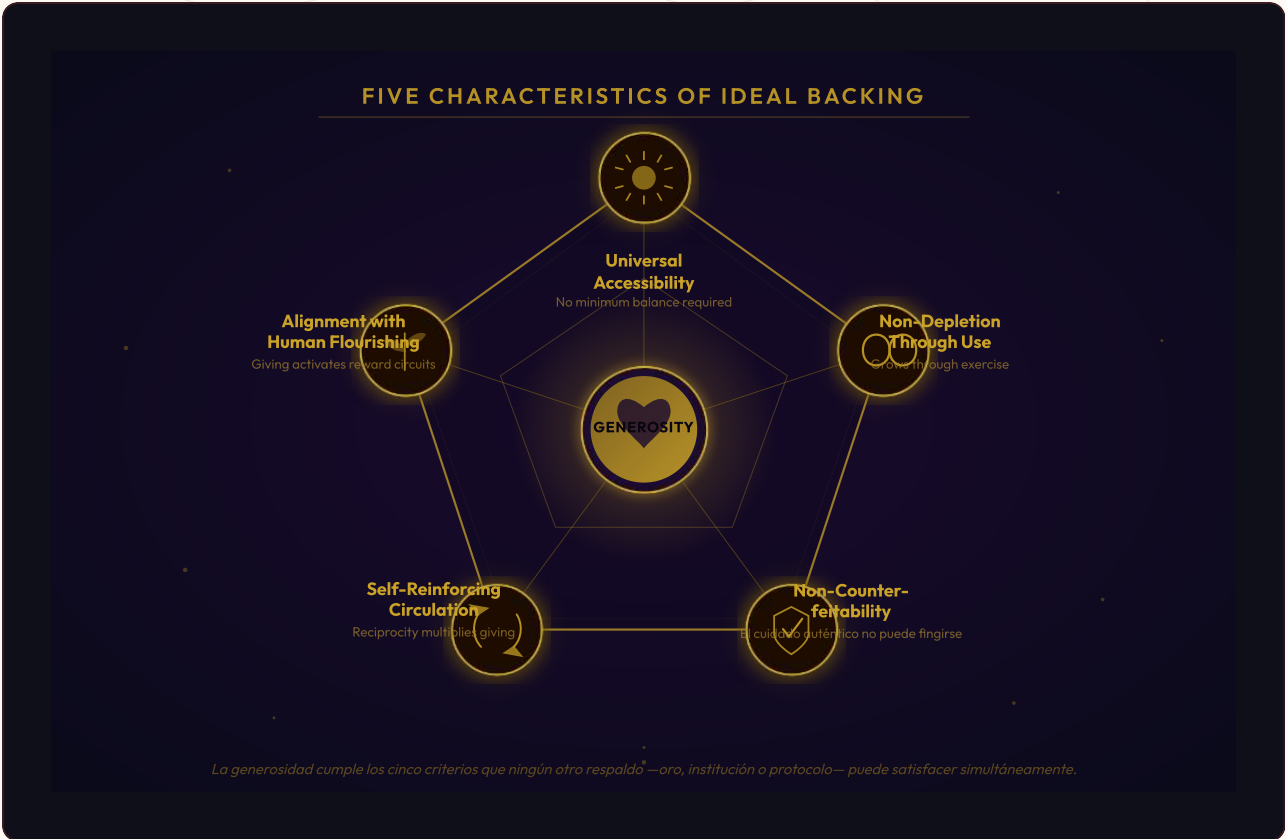 FIVE CHARACTERISTICS OF IDEAL BACKING
Universal
Accessibility
No minimum balance required
Alignment with
Human Flourishing
Giving activates reward circuits
Non-Depletion
Through Use
Grows through exercise
GENEROSITY
Self-Reinforcing
Circulation
Reciprocity multiplies giving
Non-Counter-
feitability
El cuidado auténtico no puede fingirse
La generosidad cumple los cinco criterios que ningún otro respaldo —oro, institución o protocolo— puede satisfacer simultáneamente.